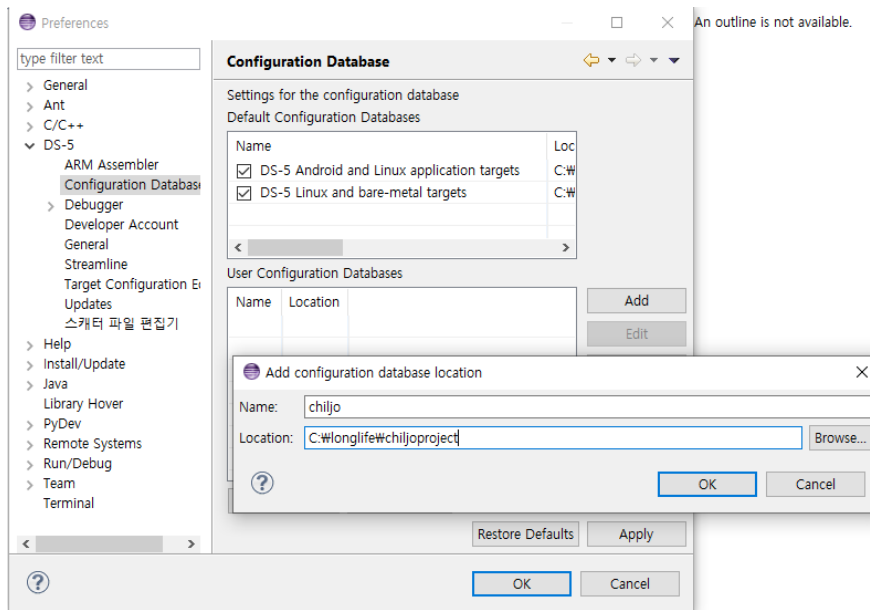 Preferences
An outline is not available.
type filter text
General
Ant
C/C++
DS-5
ARM Assembler
Configuration Databas
Debugger
Developer Account
General
Streamline
Target Configuration E
Updates
스캐터 파일 편집기
Help
Install/Update
Java
Library Hover
PyDev
Remote Systems
Run/Debug
Team
Terminal
Configuration Database
Settings for the configuration database
Default Configuration Databases
Name Loc
DS-5 Android and Linux application targets C:₩
DS-5 Linux and bare-metal targets C:₩
User Configuration Databases
Name Location
Add
Edit
Add configuration database location
Name: chiljo
Location: C:₩longlife₩chiljoproject Browse...
OK Cancel
Restore Defaults Apply
OK Cancel